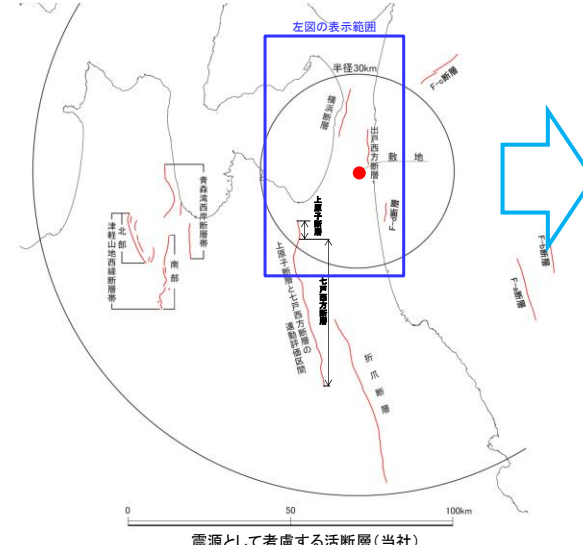 左図の表示範囲
半径30km
F-c断層
横浜断層
出戸西方断層
敷地
上原子断層
F-d断層
青森湾西岸断層帯
津軽山地西縁断層帯
北部
南部
七戸西方断層
上原子断層と七戸西方断層の
連動評価区間
F-b断層
F-a断層
折爪断層
0
50
100km
震源として考慮する活断層(当社)